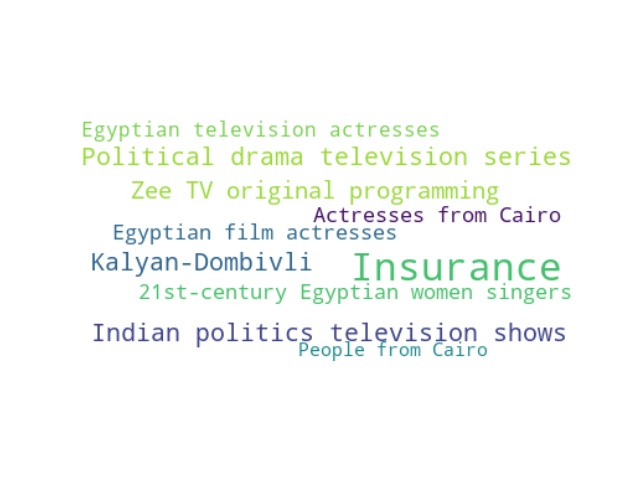 Egyptian television actresses
Political drama television series
Zee TV original programming
Actresses from Cairo
Egyptian film actresses
Kalyan-Dombivli
Insurance
21st-century Egyptian women singers
Indian politics television shows
People from Cairo